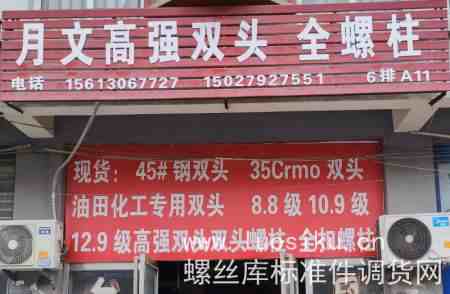 月文高强双头 全螺柱
电话 15613067727 15027927551 6排A11
现货: 45#钢双头 35Crmo 双头
油田化工专用双头 8.8级 10.9级
12.9级高强双头双头螺柱 全扣螺柱
螺丝库标准件调货网